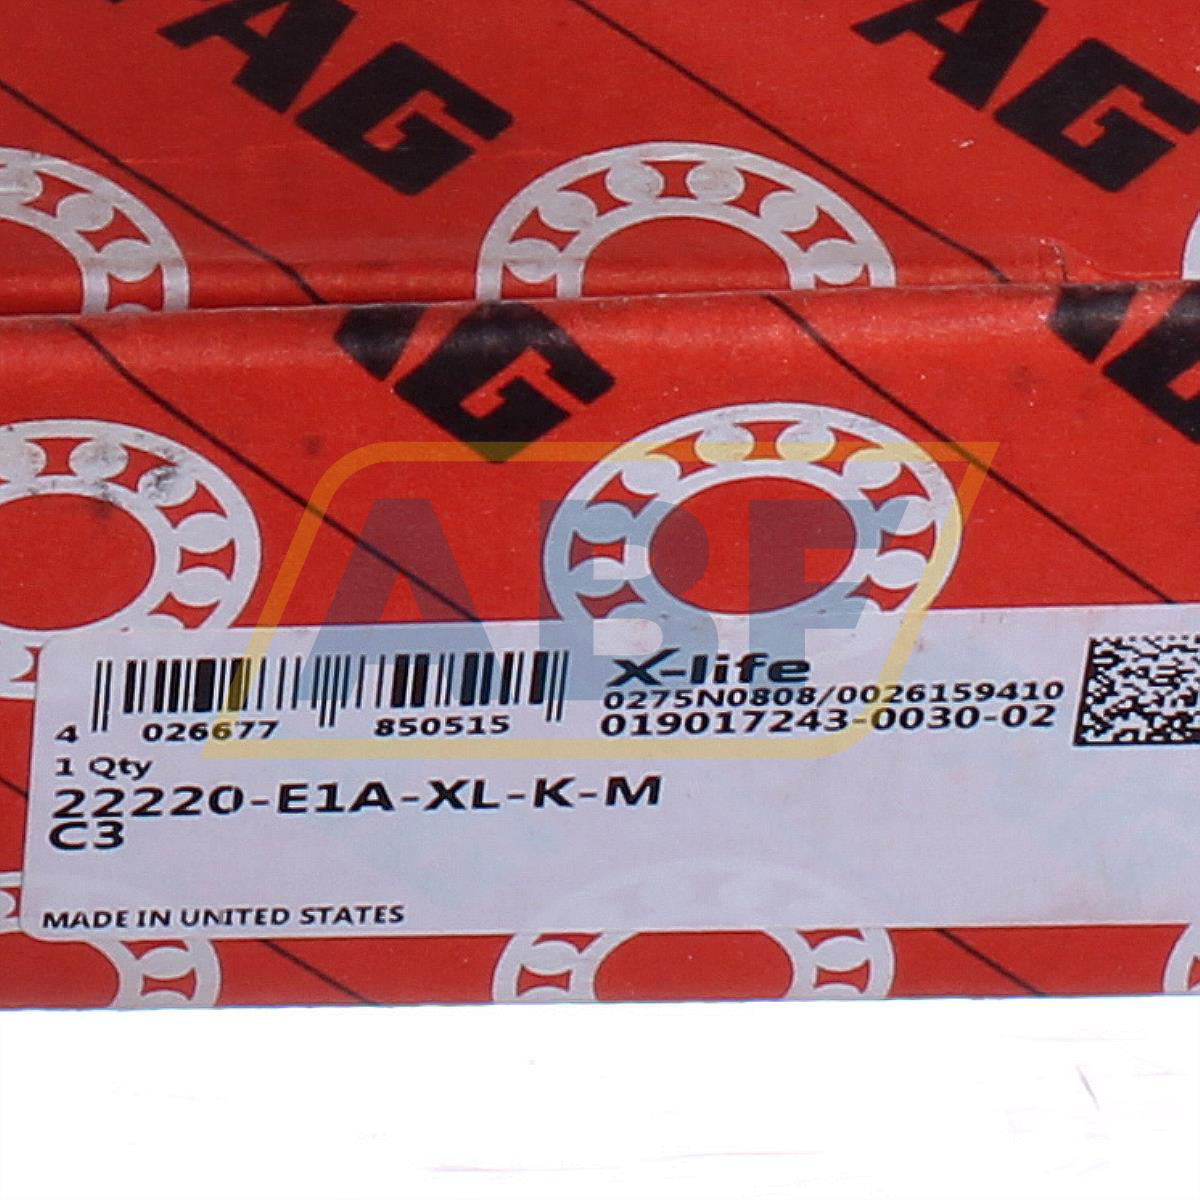 FAG
AG
AG
ABF
X-life
0275N0808/0026159410
019017243-0030-02
4 026677 850515
1 Qty
22220-E1A-XL-K-M
C3
MADE IN UNITED STATES